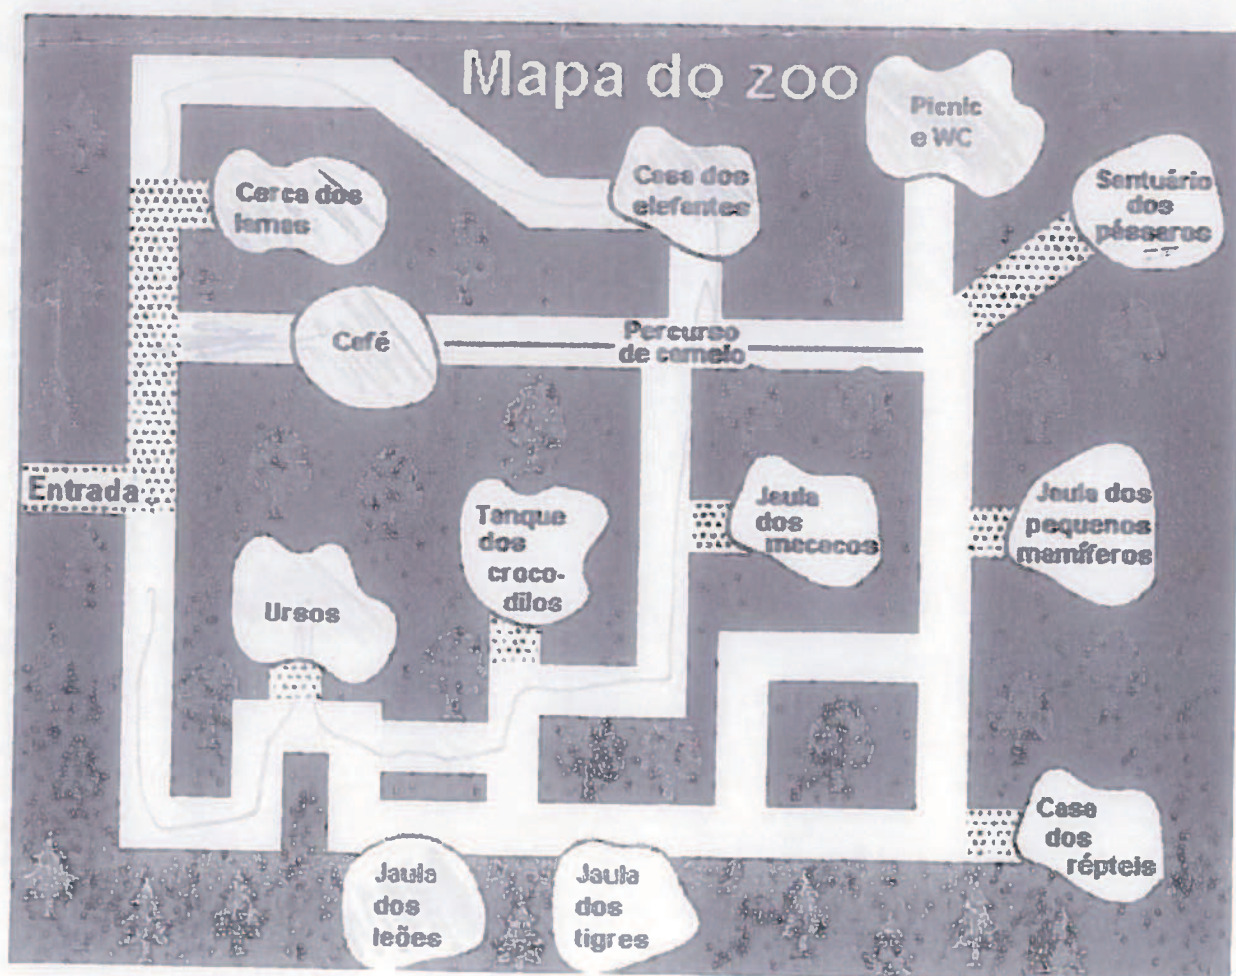 Mapa do zoo
Picnic
e WC
Cerca dos
lamas
Casa dos
elefantes
Santuário
dos
pássaros
Café
Percurso
de camelo
Entrada
Ursos
Tanque
dos
croco-
dilos
Jaula
dos
macacos
Jaula dos
pequenos
mamíferos
Casa
dos
répteis
Jaula
dos
leões
Jaula
dos
tigres